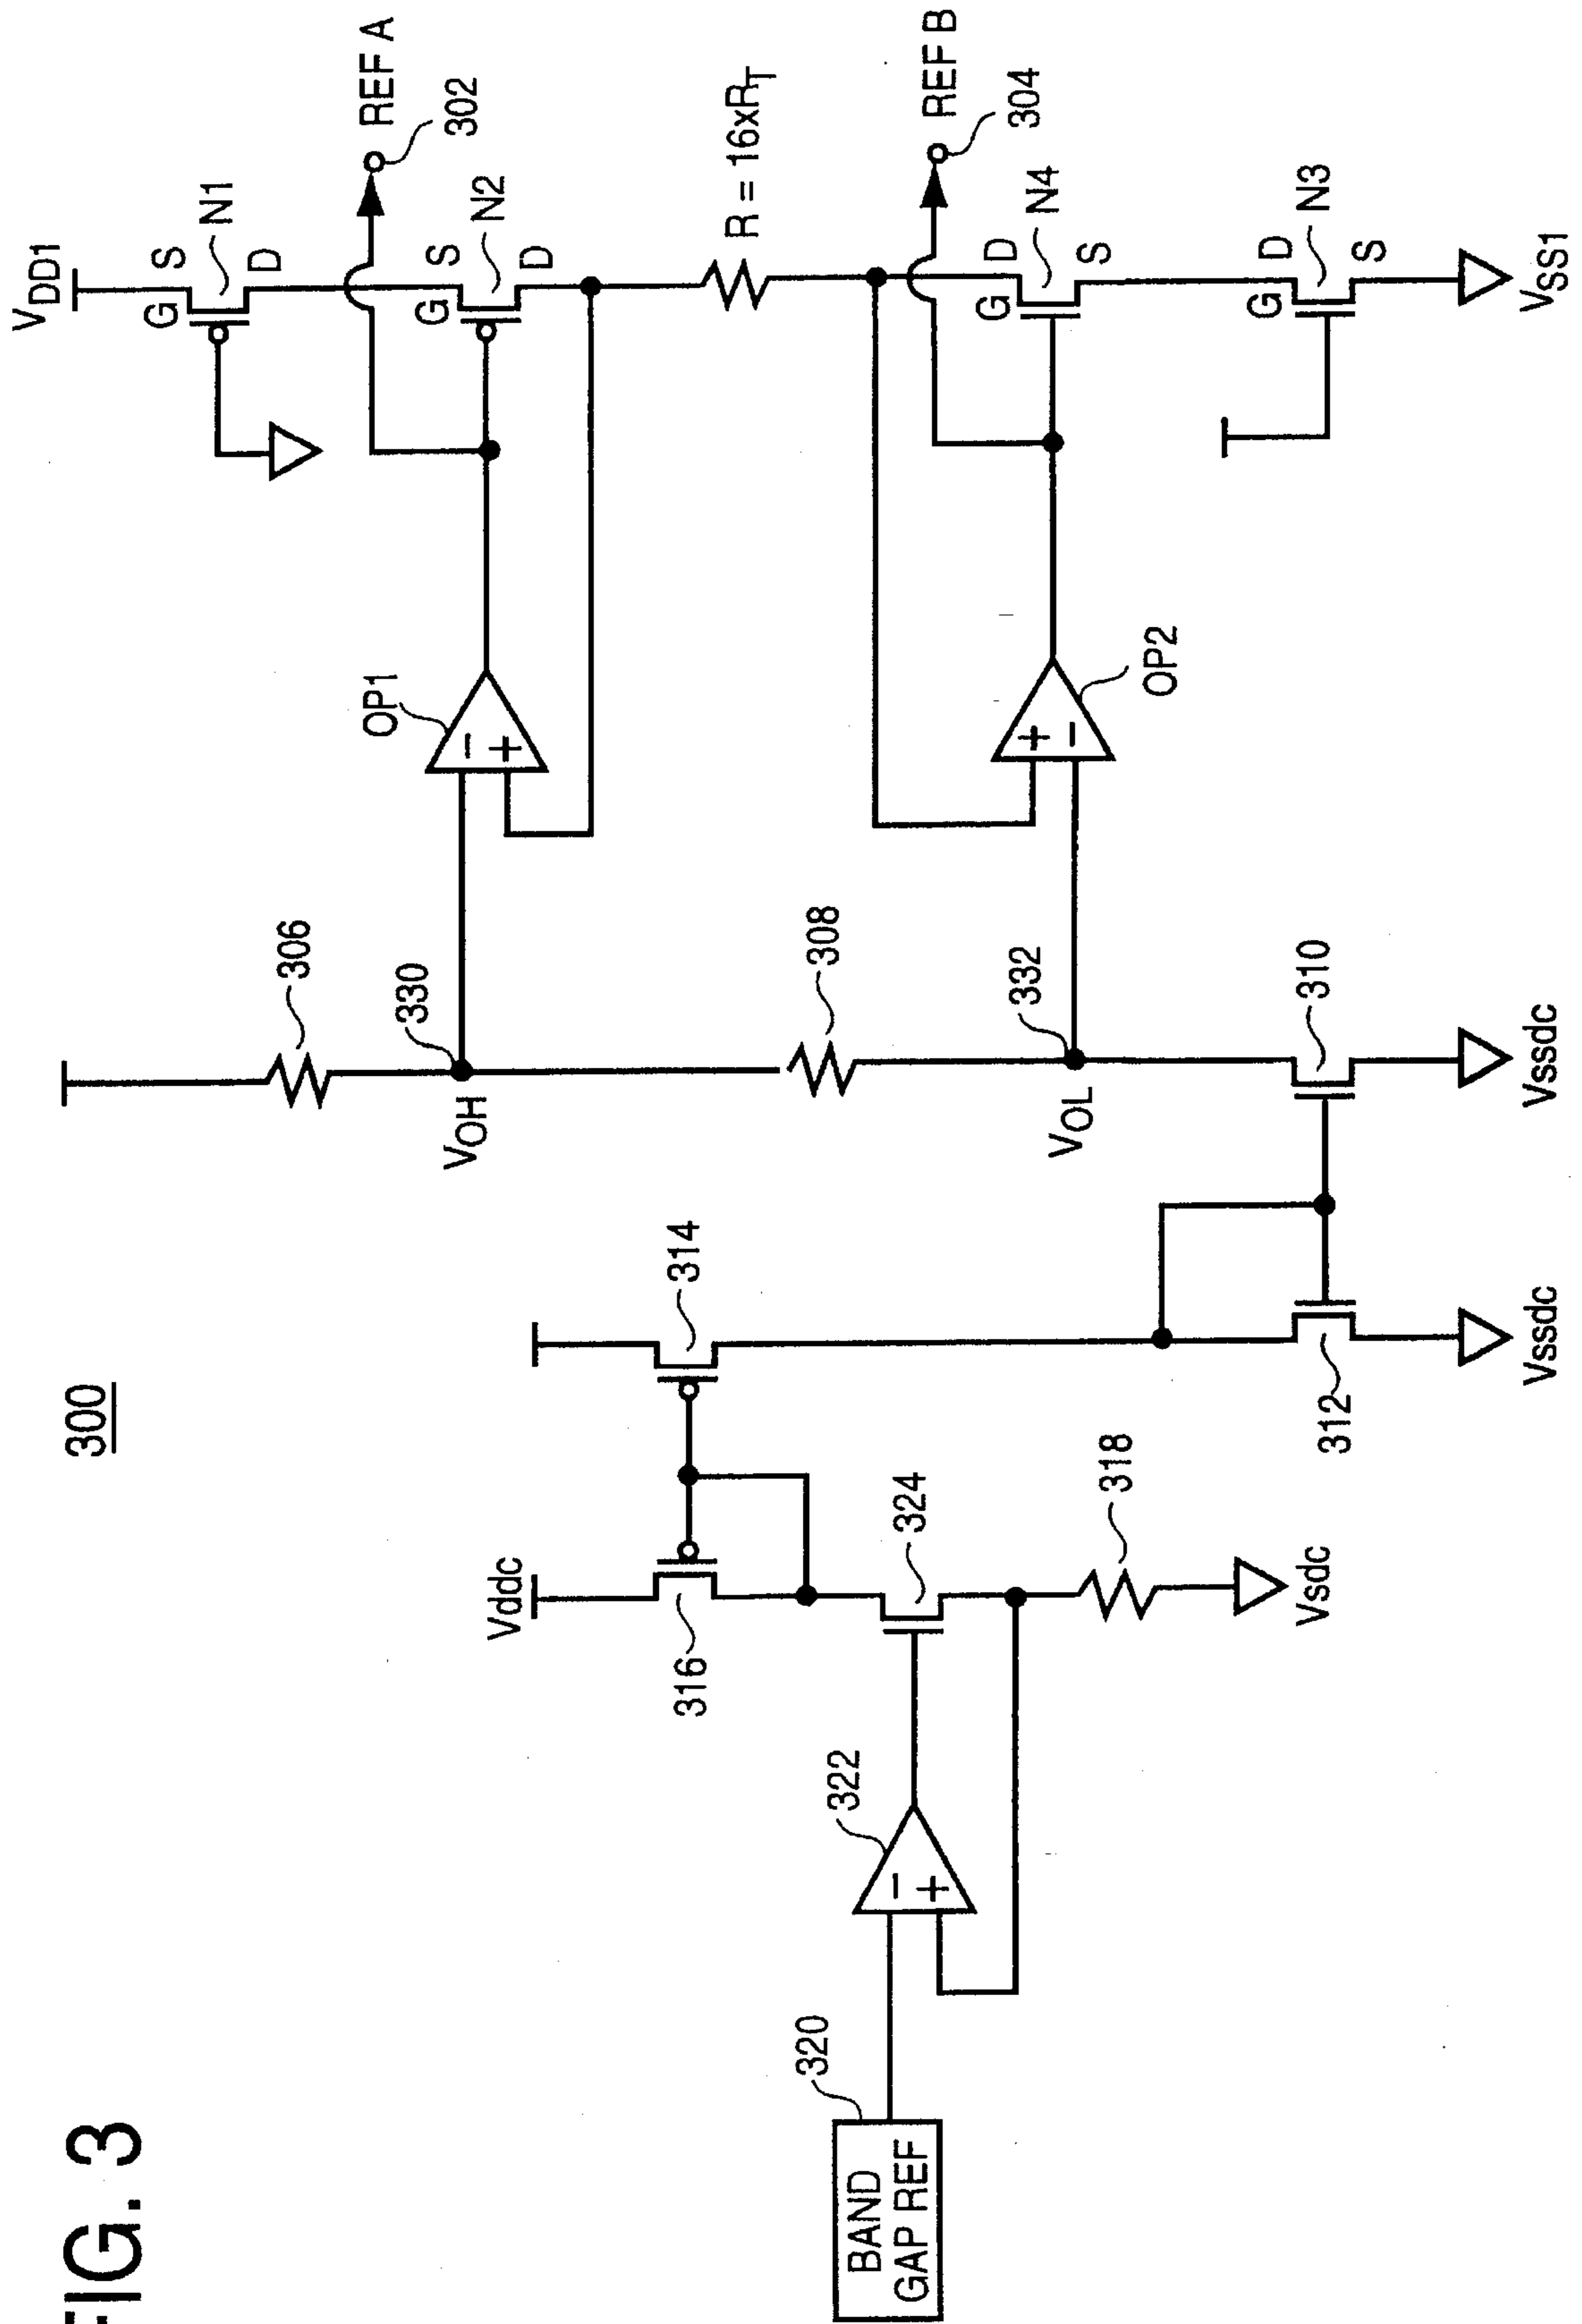 FIG. 3
300
BAND
GAP REF
320
322
Vddc
316
324
318
Vsdc
314
312
Vssdc
306
VOH
330
308
VOL
332
310
Vssdc
OP1
-
+
OP2
+
-
-
+
VDD1
G
S
D
N1
REF A
302
G
S
D
N2
R = 16xRT
REF B
304
G
D
S
N4
G
D
S
N3
VSS1